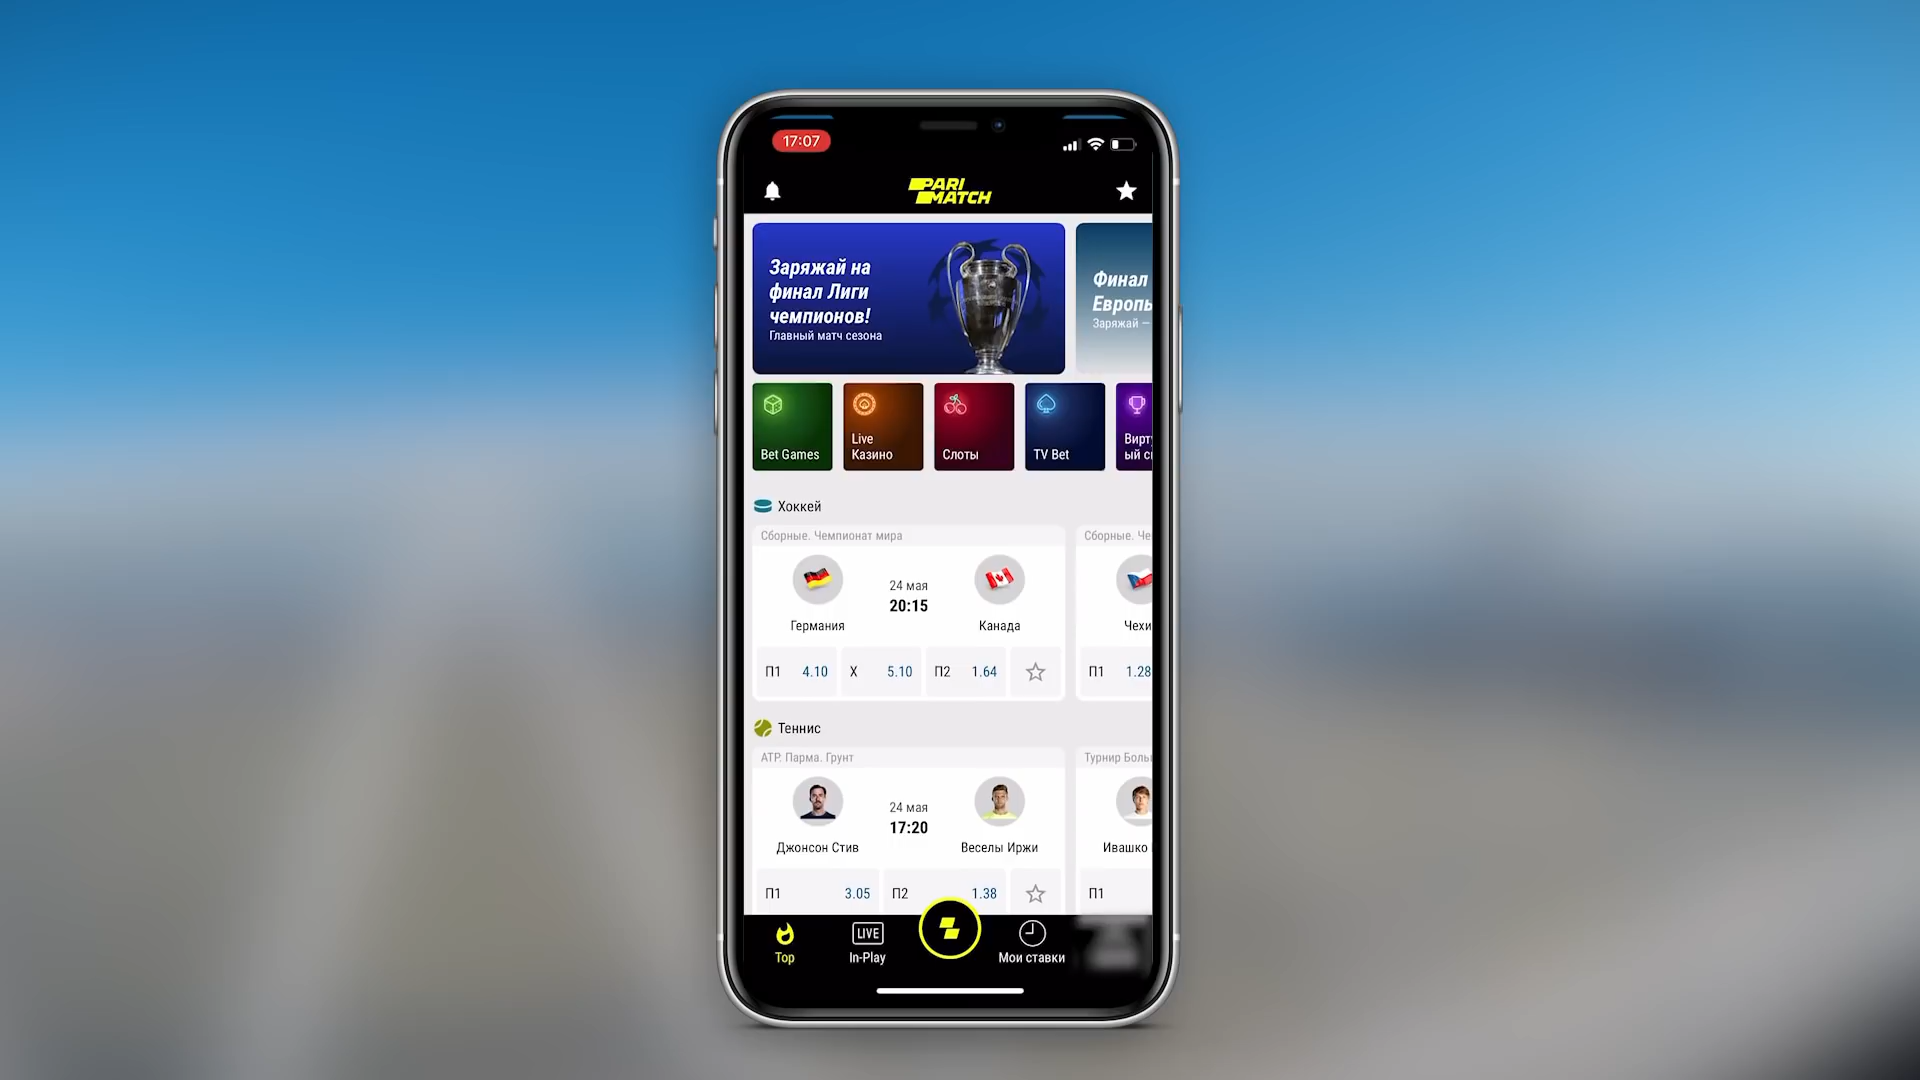 17:07
PARI
MATCH
Заряжай на
финал Лиги
чемпионов!
Главный матч сезона
Финал
Европы
Заряжай —
Bet Games
Live
Казино
Слоты
TV Bet
Вирту
ый сп
Хоккей
Сборные. Чемпионат мира
Сборные. Че
24 мая
20:15
Германия
Канада
Чехи
П1 4.10 X 5.10 П2 1.64
П1 1.28
Теннис
ATP. Парма. Грунт
Турнир Боль
24 мая
17:20
Джонсон Стив
Веселы Иржи
Ивашко
П1 3.05 П2 1.38
П1
Top
LIVE
In-Play
Мои ставки